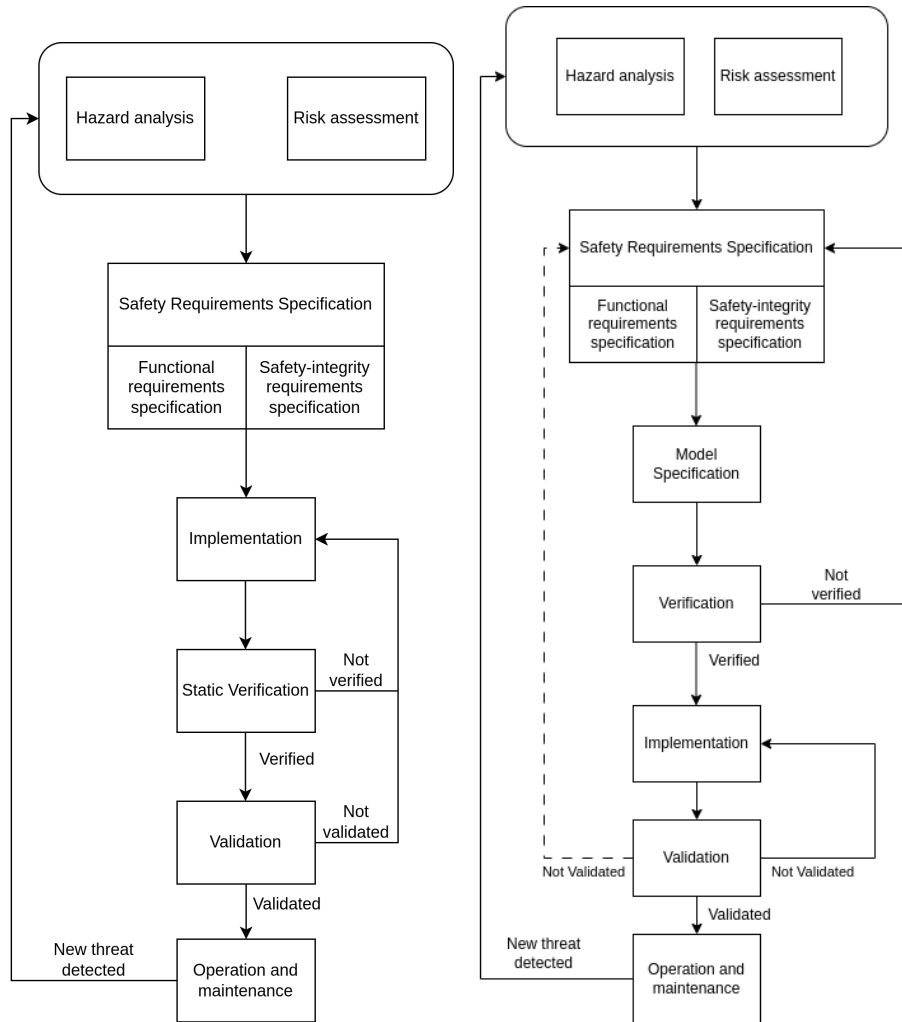 Hazard analysis
Risk assessment
Safety Requirements Specification
Functional
requirements
specification
Safety-integrity
requirements
specification
Implementation
Not
verified
Static Verification
Verified
Not
validated
Validation
Validated
New threat
detected
Operation and
maintenance
Hazard analysis
Risk assessment
Safety Requirements Specification
Functional
requirements
specification
Safety-integrity
requirements
specification
Model
Specification
Not
verified
Verification
Verified
Implementation
Validation
Not Validated
Not Validated
Validated
New threat
detected
Operation and
maintenance